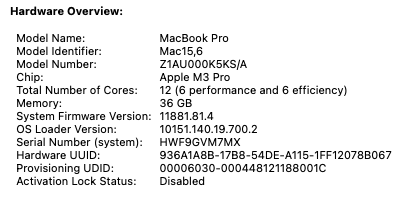 Hardware Overview:
Model Name: MacBook Pro
Model Identifier: Mac15,6
Model Number: Z1AU000K5KS/A
Chip: Apple M3 Pro
Total Number of Cores: 12 (6 performance and 6 efficiency)
Memory: 36 GB
System Firmware Version: 11881.81.4
OS Loader Version: 10151.140.19.700.2
Serial Number (system): HWF9GVM7MX
Hardware UUID: 936A1A8B-17B8-54DE-A115-1FF12078B067
Provisioning UDID: 00006030-000448121188001C
Activation Lock Status: Disabled